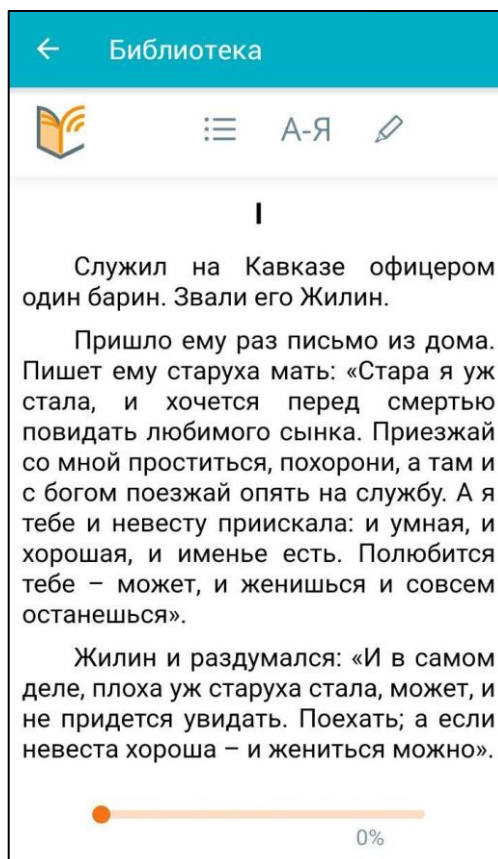 Библиотека
А-Я
I
Служил на Кавказе офицером
один барин. Звали его Жилин.
Пришло ему раз письмо из дома.
Пишет ему старуха мать: «Стара я уж
стала, и хочется перед смертью
повидать любимого сынка. Приезжай
со мной проститься, похорони, а там и
с богом поезжай опять на службу. А я
тебе и невесту приискала: и умная, и
хорошая, и именье есть. Полюбится
тебе – может, и женишься и совсем
останешься».
Жилин и раздумался: «И в самом
деле, плоха уж старуха стала, может, и
не придется увидать. Поехать; а если
невеста хороша – и жениться можно».
0%